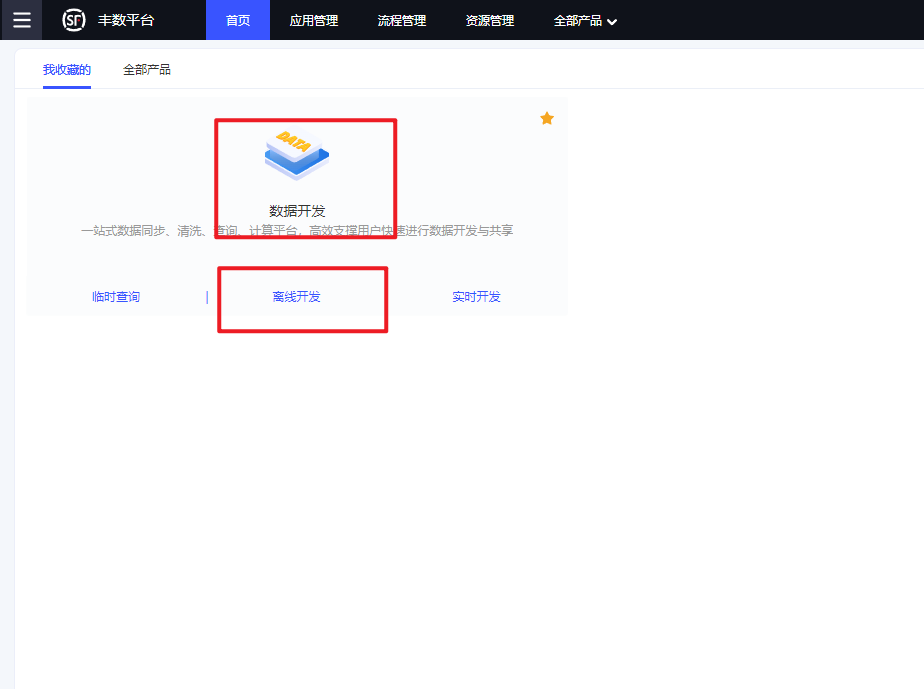 SF 丰数平台 首页 应用管理 流程管理 资源管理 全部产品
我收藏的 全部产品
DATA
数据开发
一站式数据同步、清洗、查询、计算平台，高效支撑用户快速进行数据开发与共享
临时查询 | 离线开发 实时开发